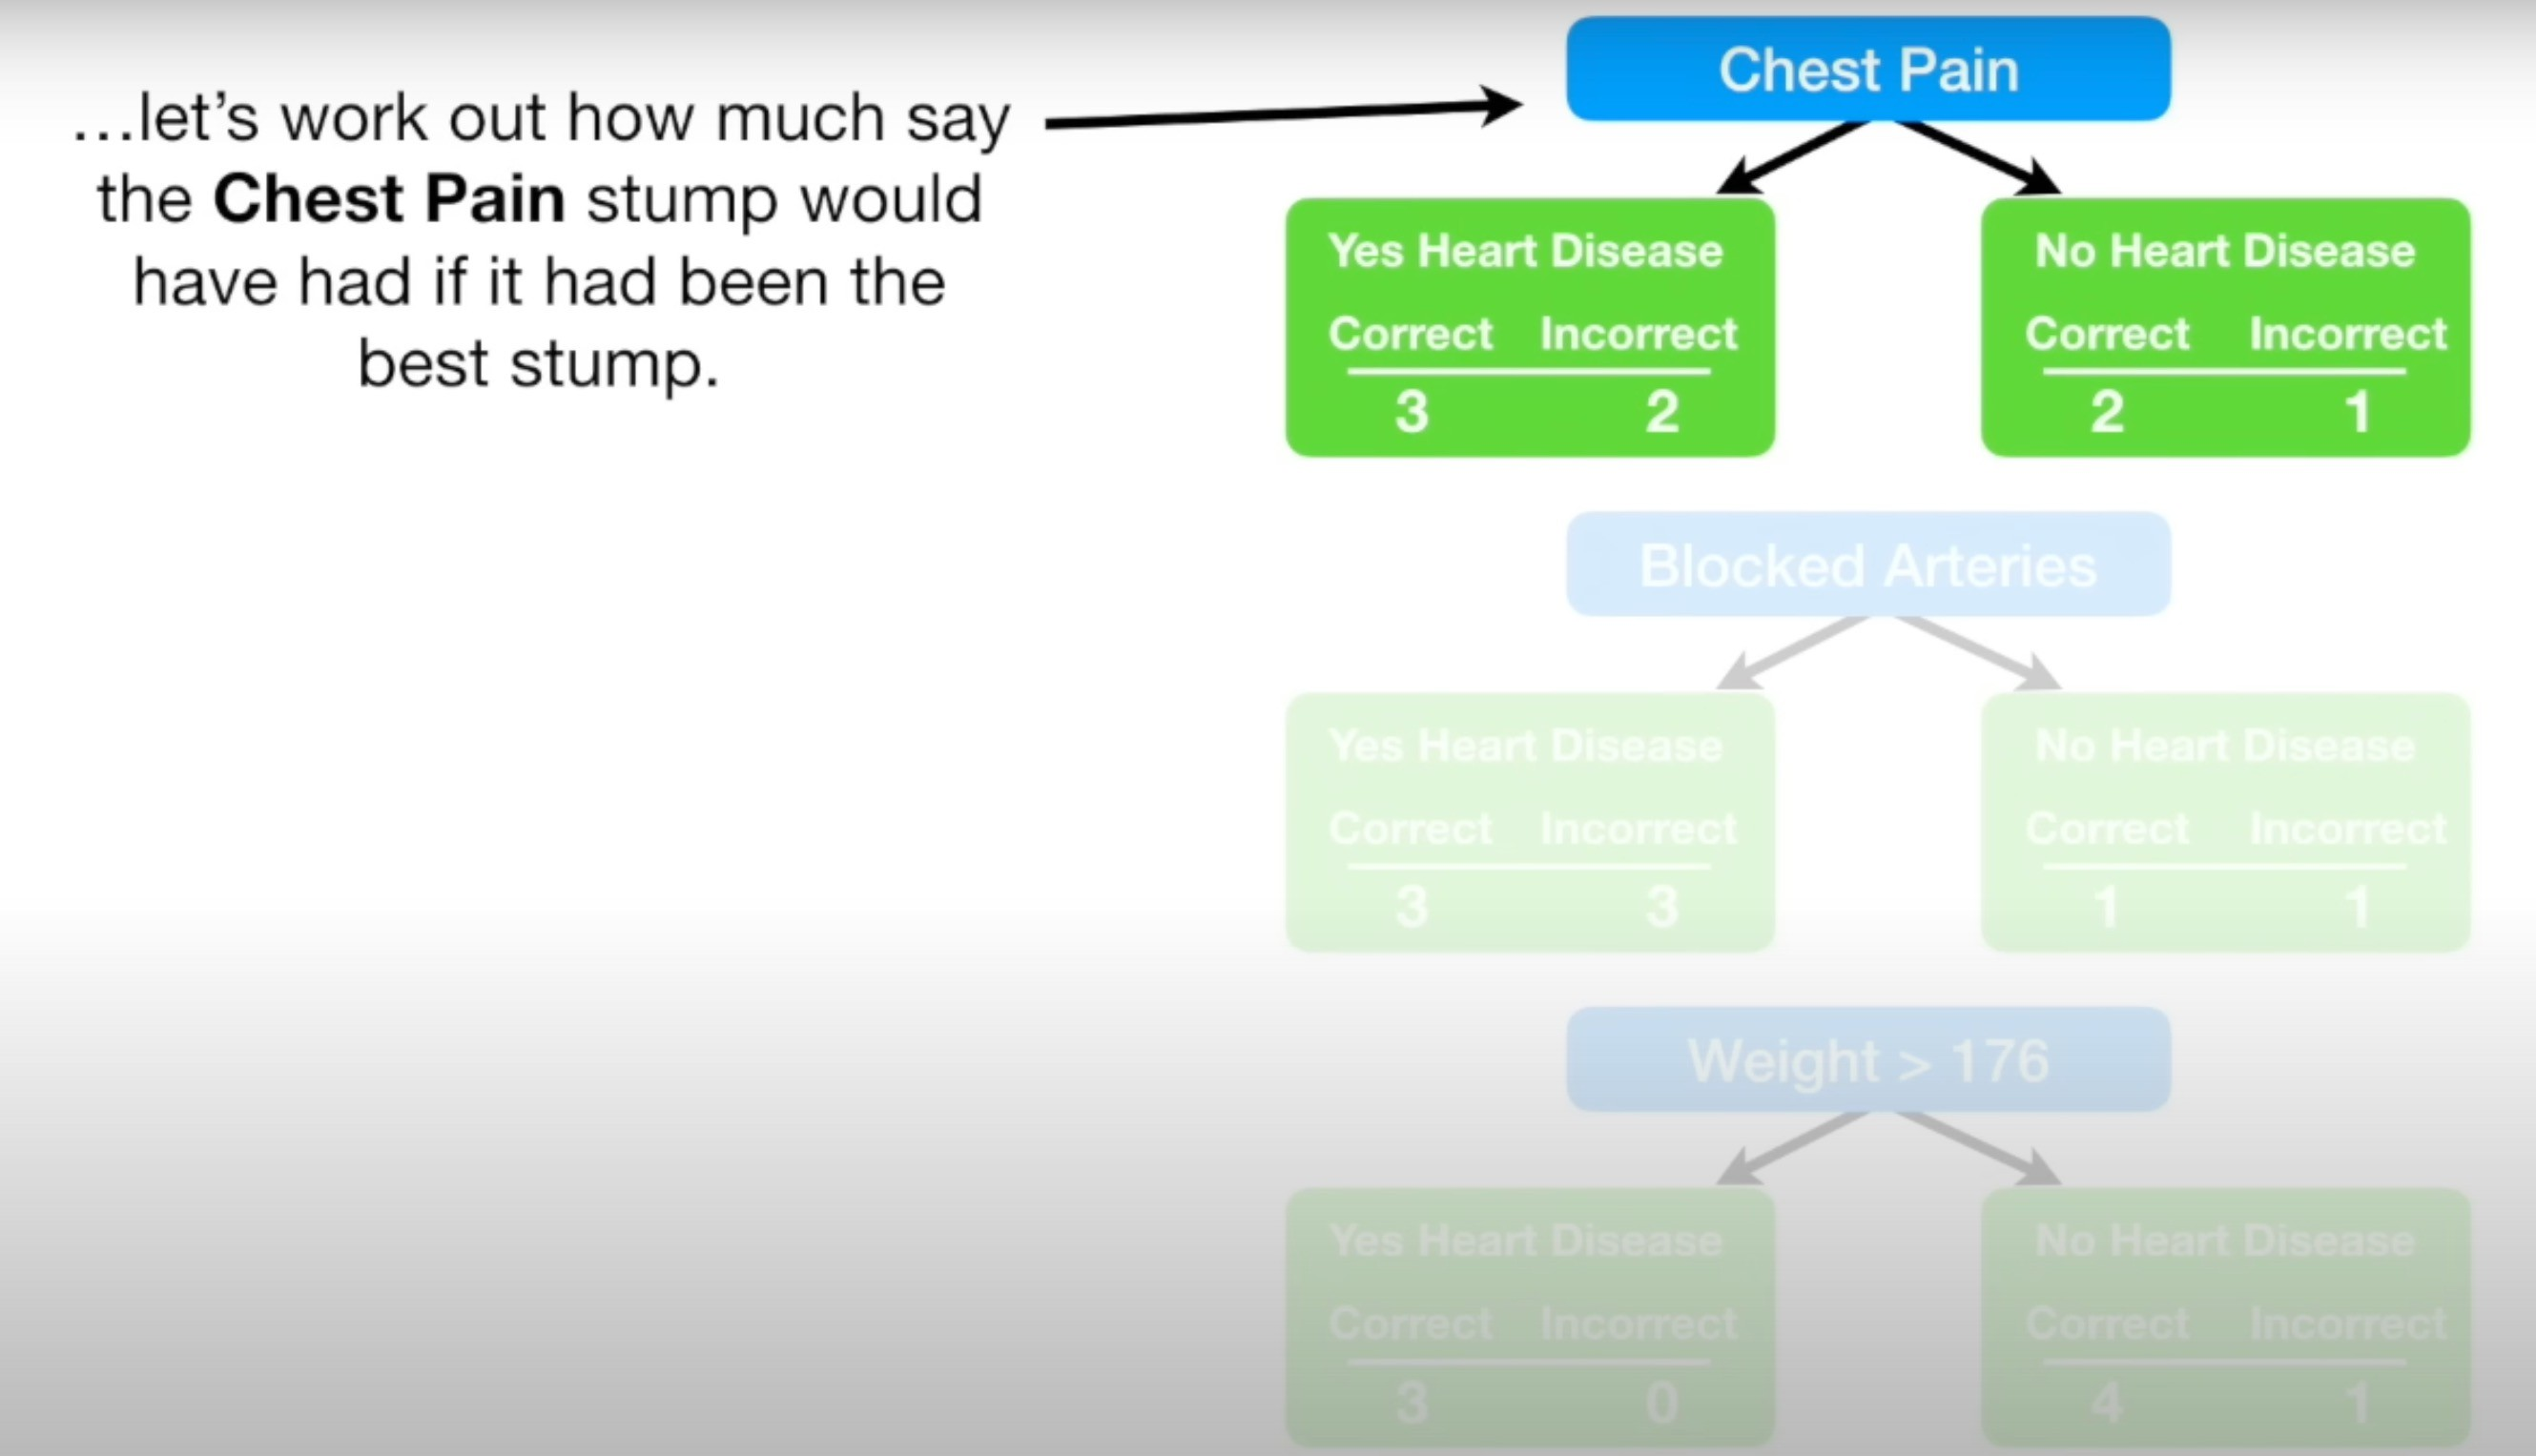 ...let's work out how much say
the Chest Pain stump would
have had if it had been the
best stump.
Chest Pain
Yes Heart Disease
Correct Incorrect
3 2
No Heart Disease
Correct Incorrect
2 1
Blocked Arteries
Yes Heart Disease
Correct Incorrect
3 3
No Heart Disease
Correct Incorrect
1 1
Weight > 176
Yes Heart Disease
Correct Incorrect
3 0
No Heart Disease
Correct Incorrect
4 1